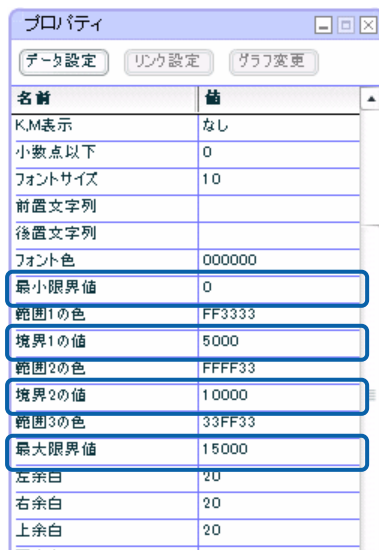 プロパティ
データ設定 リンク設定 グラフ変更
名前 値
K,M表示 なし
小数点以下 0
フォントサイズ 10
前置文字列
後置文字列
フォント色 000000
最小限界値 0
範囲1の色 FF3333
境界1の値 5000
範囲2の色 FFFF33
境界2の値 10000
範囲3の色 33FF33
最大限界値 15000
左余白 20
右余白 20
上余白 20